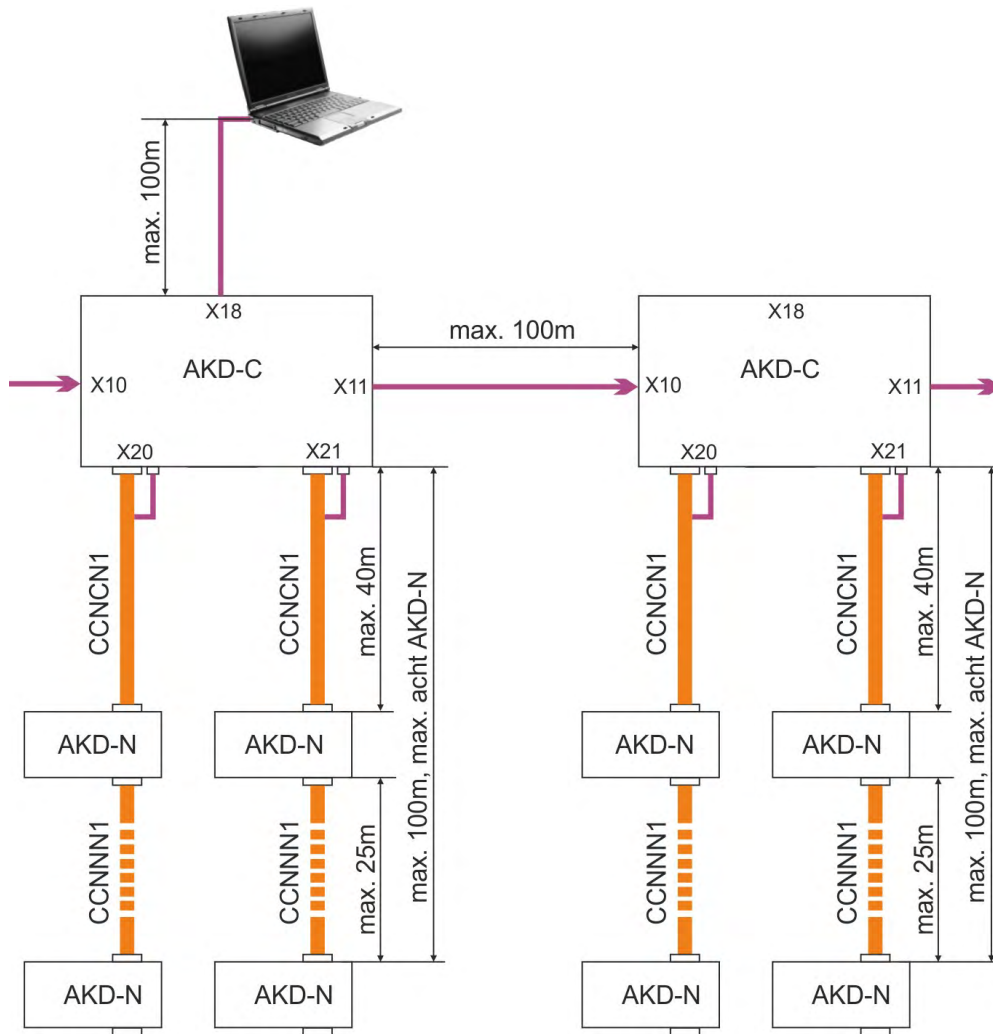 max. 100m
X18
AKD-C
X10
X11
X20
X21
max. 100m
X18
AKD-C
X10
X11
X20
X21
CCNCN1
CCNCN1
max. 40m
max. 100m, max. acht AKD-N
CCNCN1
CCNCN1
max. 40m
max. 100m, max. acht AKD-N
AKD-N
AKD-N
AKD-N
AKD-N
CCNNN1
CCNNN1
max. 25m
CCNNN1
CCNNN1
max. 25m
AKD-N
AKD-N
AKD-N
AKD-N